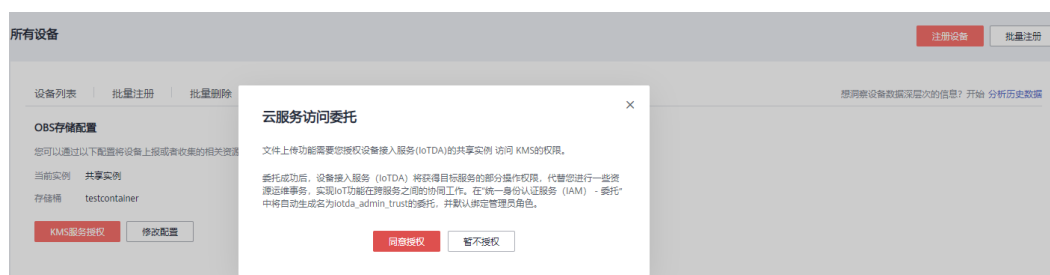 所有设备
注册设备
批量注册
设备列表
批量注册
批量删除
想洞察设备数据深层次的信息？开始 分析历史数据
OBS存储配置
您可以通过以下配置将设备上报或者收集的相关资源
当前实例 共享实例
存储桶 testcontainer
KMS服务授权
修改配置
云服务访问委托
文件上传功能需要您授权设备接入服务(IoTDA)的共享实例 访问 KMS的权限。
委托成功后，设备接入服务（IoTDA）将获得目标服务的部分操作权限，代替您进行一些资
源运维事务，实现IoT功能在跨服务之间的协同工作。在"统一身份认证服务（IAM） - 委托"
中将自动生成名为iotda_admin_trust的委托，并默认绑定管理员角色。
同意授权
暂不授权